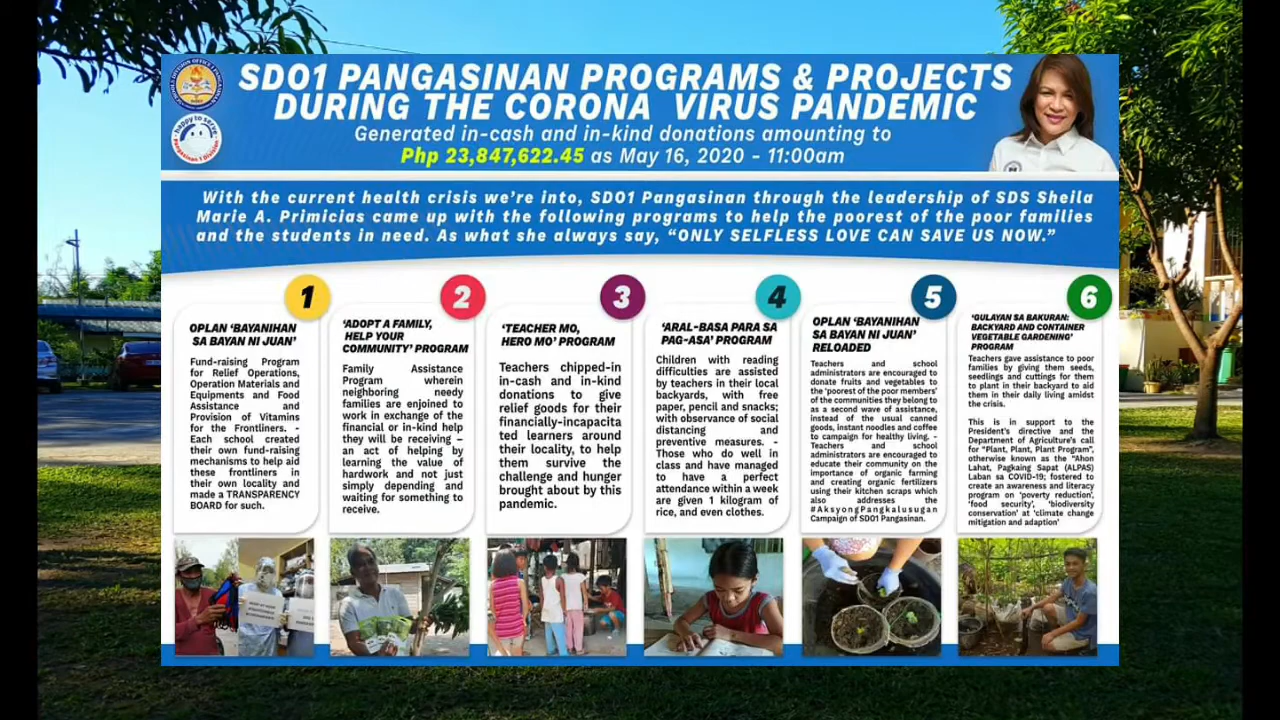 SDO1 PANGASINAN PROGRAMS & PROJECTS
DURING THE CORONA VIRUS PANDEMIC
Generated in-cash and in-kind donations amounting to
Php 23,847,622.45 as May 16, 2020 - 11:00am
happy to serve
Pangasinan 1 Division
With the current health crisis we're into, SDO1 Pangasinan through the leadership of SDS Sheila
Marie A. Primicias came up with the following programs to help the poorest of the poor families
and the students in need. As what she always say, "ONLY SELFLESS LOVE CAN SAVE US NOW."
1
OPLAN 'BAYANIHAN
SA BAYAN NI JUAN'
Fund-raising Program
for Relief Operations,
Operation Materials and
Equipments and Food
Assistance and
Provision of Vitamins
for the Frontliners. -
Each school created
their own fund-raising
mechanisms to help aid
these frontliners in
their own locality and
made a TRANSPARENCY
BOARD for such.
2
'ADOPT A FAMILY,
HELP YOUR
COMMUNITY' PROGRAM
Family Assistance
Program wherein
neighboring needy
families are enjoined to
work in exchange of the
financial or in-kind help
they will be receiving –
an act of helping by
learning the value of
hardwork and not just
simply depending and
waiting for something to
receive.
3
'TEACHER MO,
HERO MO' PROGRAM
Teachers chipped-in
in-cash and in-kind
donations to give
relief goods for their
financially-incapacita
ted learners around
their locality, to help
them survive the
challenge and hunger
brought about by this
pandemic.
4
'ARAL-BASA PARA SA
PAG-ASA' PROGRAM
Children with reading
difficulties are assisted
by teachers in their local
backyards, with free
paper, pencil and snacks;
with observance of social
distancing and
preventive measures. -
Those who do well in
class and have managed
to have a perfect
attendance within a week
are given 1 kilogram of
rice, and even clothes.
5
OPLAN 'BAYANIHAN
SA BAYAN NI JUAN'
RELOADED
Teachers and school
administrators are encouraged to
donate fruits and vegetables to
the 'poorest of the poor members'
of the communities they belong to
as a second wave of assistance,
instead of the usual canned
goods, instant noodles and coffee
to campaign for healthy living. -
Teachers and school
administrators are encouraged to
educate their community on the
importance of organic farming
and creating organic fertilizers
using their kitchen scraps which
also addresses the
#AksyongPangkalusugan
Campaign of SDO1 Pangasinan.
6
'GULAYAN SA BAKURAN:
BACKYARD AND CONTAINER
VEGETABLE GARDENING'
PROGRAM
Teachers gave assistance to poor
families by giving them seeds,
seedlings and cuttings for them
to plant in their backyard to aid
them in their daily living amidst
the crisis.
This is in support to the
President's directive and the
Department of Agriculture's call
for "Plant, Plant, Plant Program",
otherwise known as the "Ahon
Lahat, Pagkaing Sapat (ALPAS)
Laban sa COVID-19; fostered to
create an awareness and literacy
program on 'poverty reduction',
'food security', 'biodiversity
conservation' at 'climate change
mitigation and adaption'